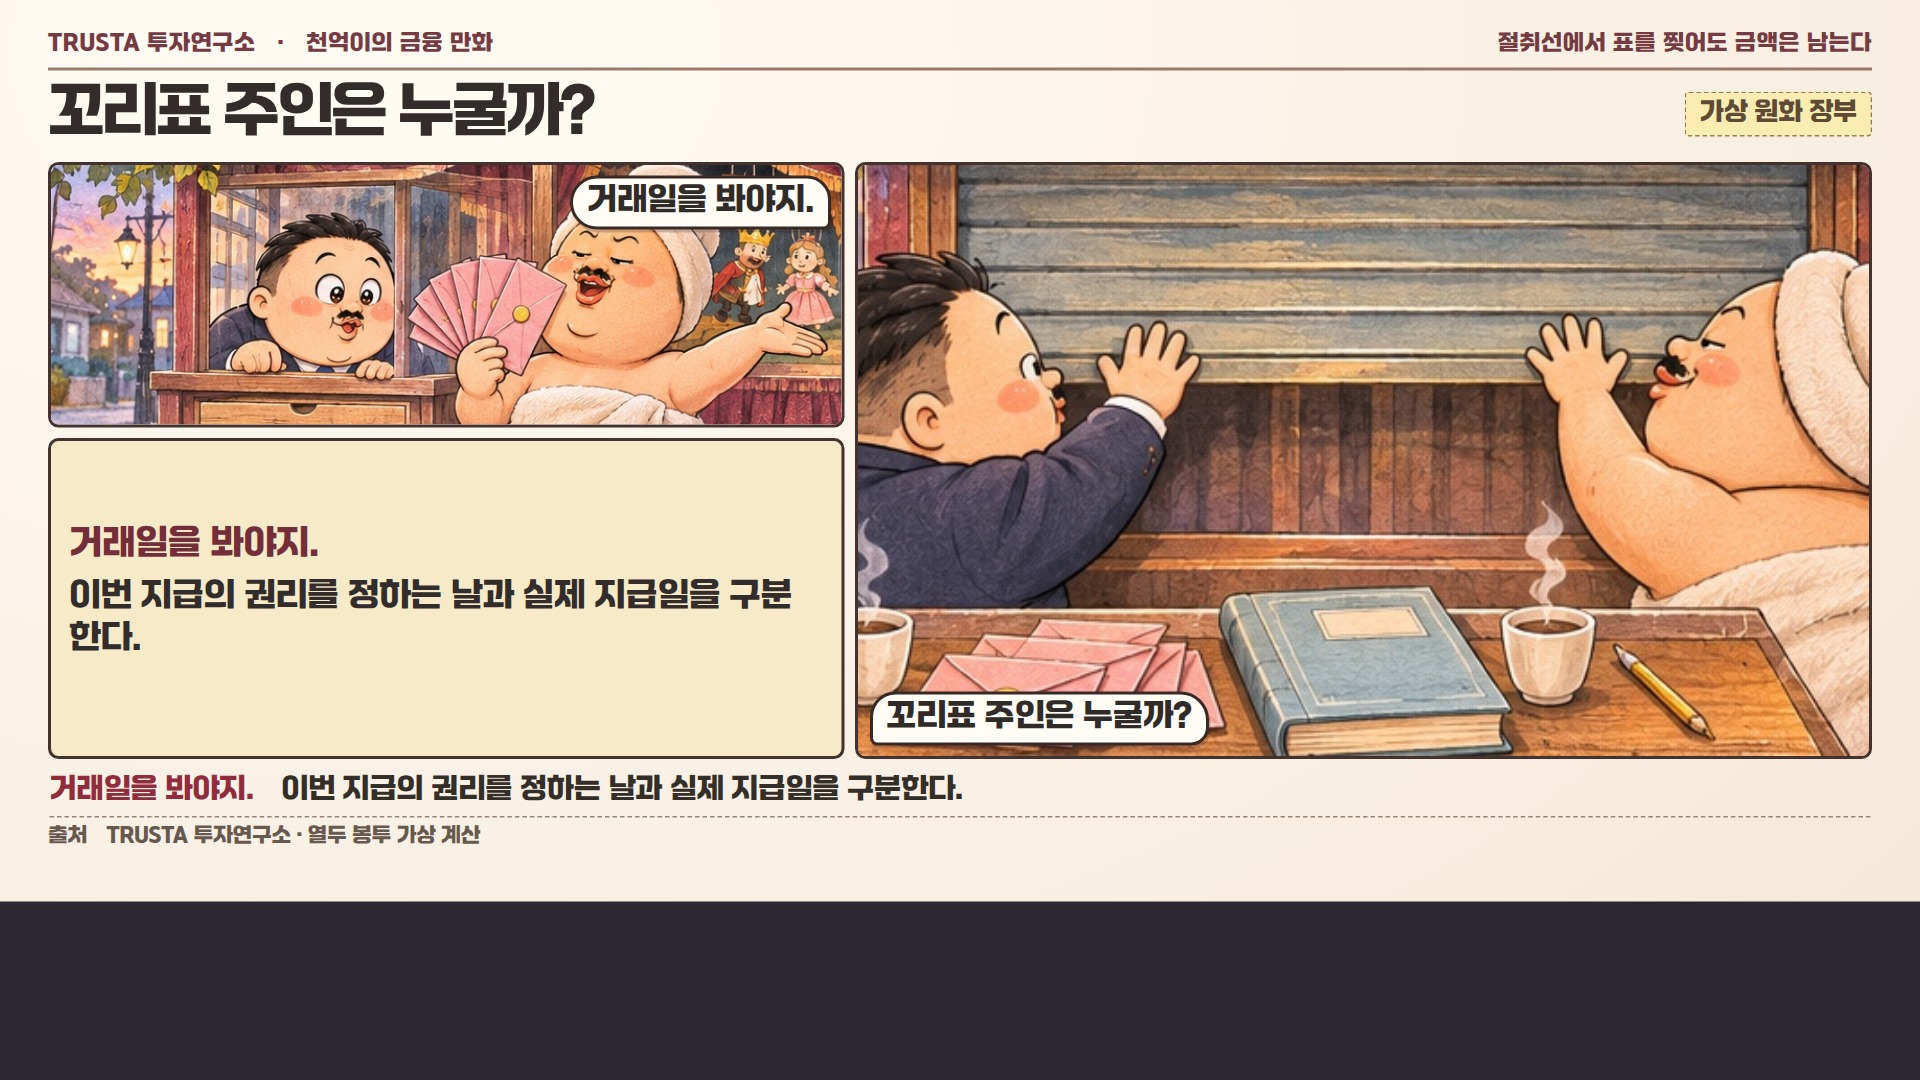 TRUSTA 투자연구소 · 천억이의 금융 만화
절취선에서 표를 찢어도 금액은 남는다
꼬리표 주인은 누굴까?
가상 원화 장부
거래일을 봐야지.
거래일을 봐야지.
이번 지급의 권리를 정하는 날과 실제 지급일을 구분
한다.
꼬리표 주인은 누굴까?
거래일을 봐야지. 이번 지급의 권리를 정하는 날과 실제 지급일을 구분한다.
출처 TRUSTA 투자연구소 · 열두 봉투 가상 계산